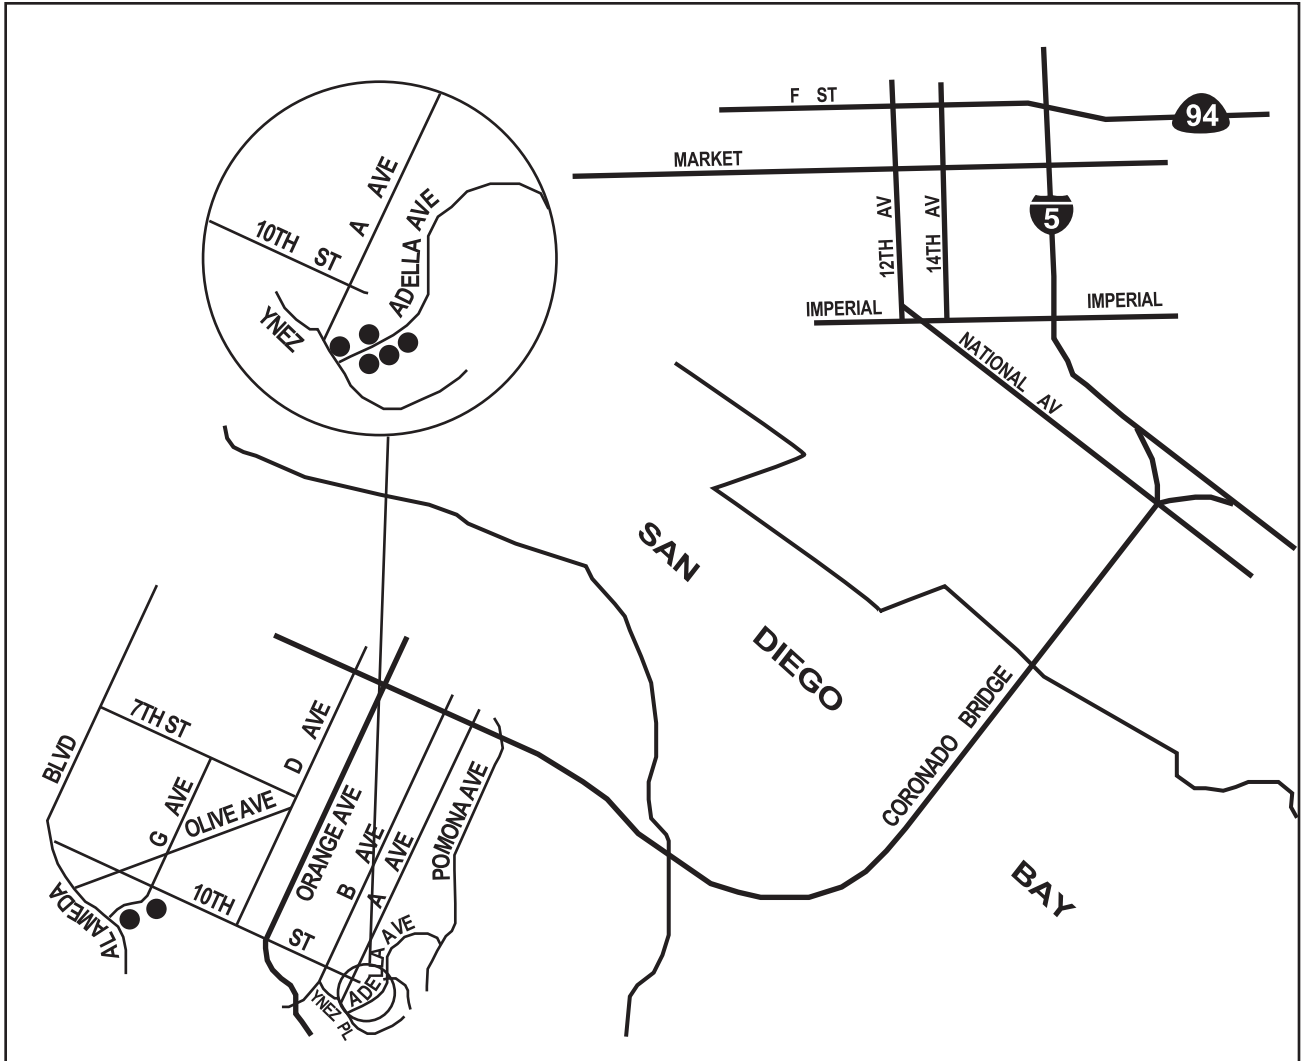 F ST
94
MARKET
5
12TH AV
14TH AV
IMPERIAL
IMPERIAL
NATIONAL AV
A AVE
ADELLA AVE
10TH ST
YNEZ
SAN
DIEGO
BAY
CORONADO BRIDGE
BLVD
7TH ST
D AVE
G AVE
OLIVE AVE
ORANGE AVE
B AVE
A AVE
POMONA AVE
10TH ST
ALAMEDA
A AVE
ADE
YNEZ PL